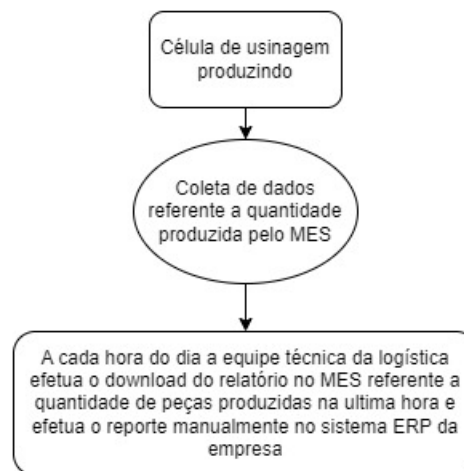 Célula de usinagem
produzindo
Coleta de dados
referente a quantidade
produzida pelo MES
A cada hora do dia a equipe técnica da logística
efetua o download do relatório no MES referente a
quantidade de peças produzidas na ultima hora e
efetua o reporte manualmente no sistema ERP da
empresa